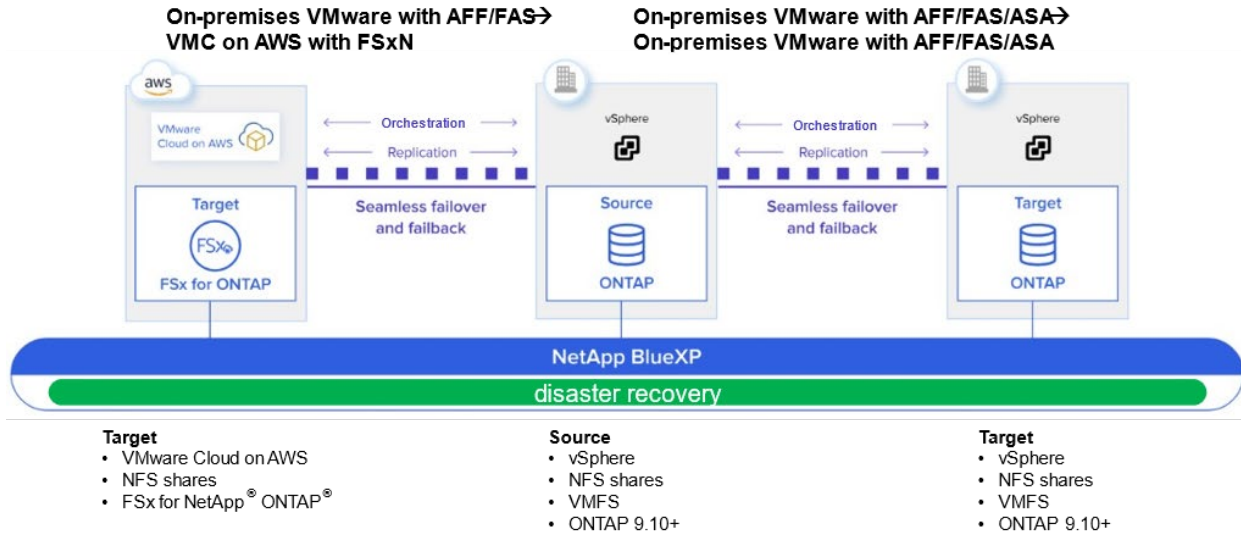 On-premises VMware with AFF/FAS→
VMC on AWS with FSxN
On-premises VMware with AFF/FAS/ASA→
On-premises VMware with AFF/FAS/ASA
aws
VMware
Cloud on AWS
Target
FSx
FSx for ONTAP
Orchestration
Replication
Seamless failover
and failback
vSphere
Source
ONTAP
Orchestration
Replication
Seamless failover
and failback
vSphere
Target
ONTAP
NetApp BlueXP
disaster recovery
Target
• VMware Cloud on AWS
• NFS shares
• FSx for NetApp® ONTAP®
Source
• vSphere
• NFS shares
• VMFS
• ONTAP 9.10+
Target
• vSphere
• NFS shares
• VMFS
• ONTAP 9.10+